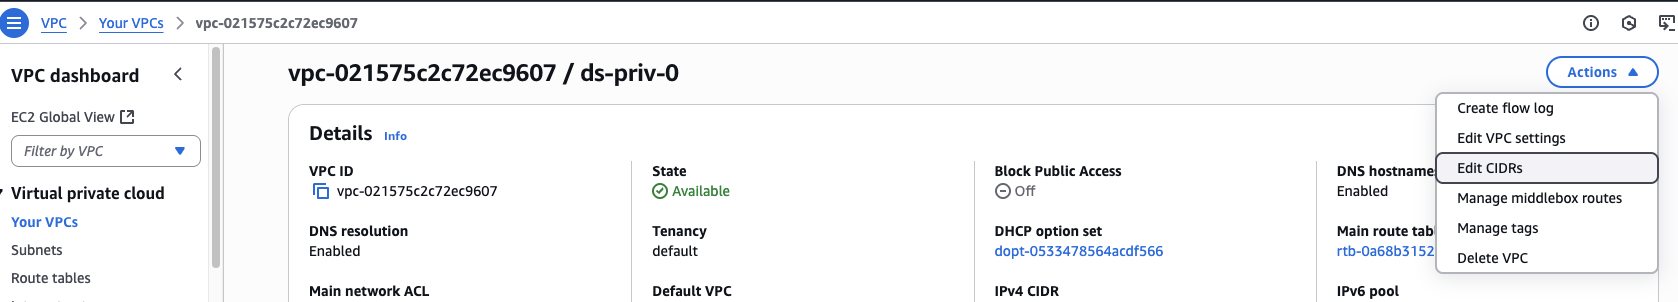 VPC > Your VPCs > vpc-021575c2c72ec9607
VPC dashboard
EC2 Global View
Filter by VPC
Virtual private cloud
Your VPCs
Subnets
Route tables
vpc-021575c2c72ec9607 / ds-priv-0
Actions
Create flow log
Edit VPC settings
Edit CIDRs
Manage middlebox routes
Manage tags
Delete VPC
Details Info
VPC ID
vpc-021575c2c72ec9607
State
Available
Block Public Access
Off
DNS hostnames
Enabled
DNS resolution
Enabled
Tenancy
default
DHCP option set
dopt-0533478564acdf566
Main route tab
rtb-0a68b3152
Main network ACL
Default VPC
IPv4 CIDR
IPv6 pool